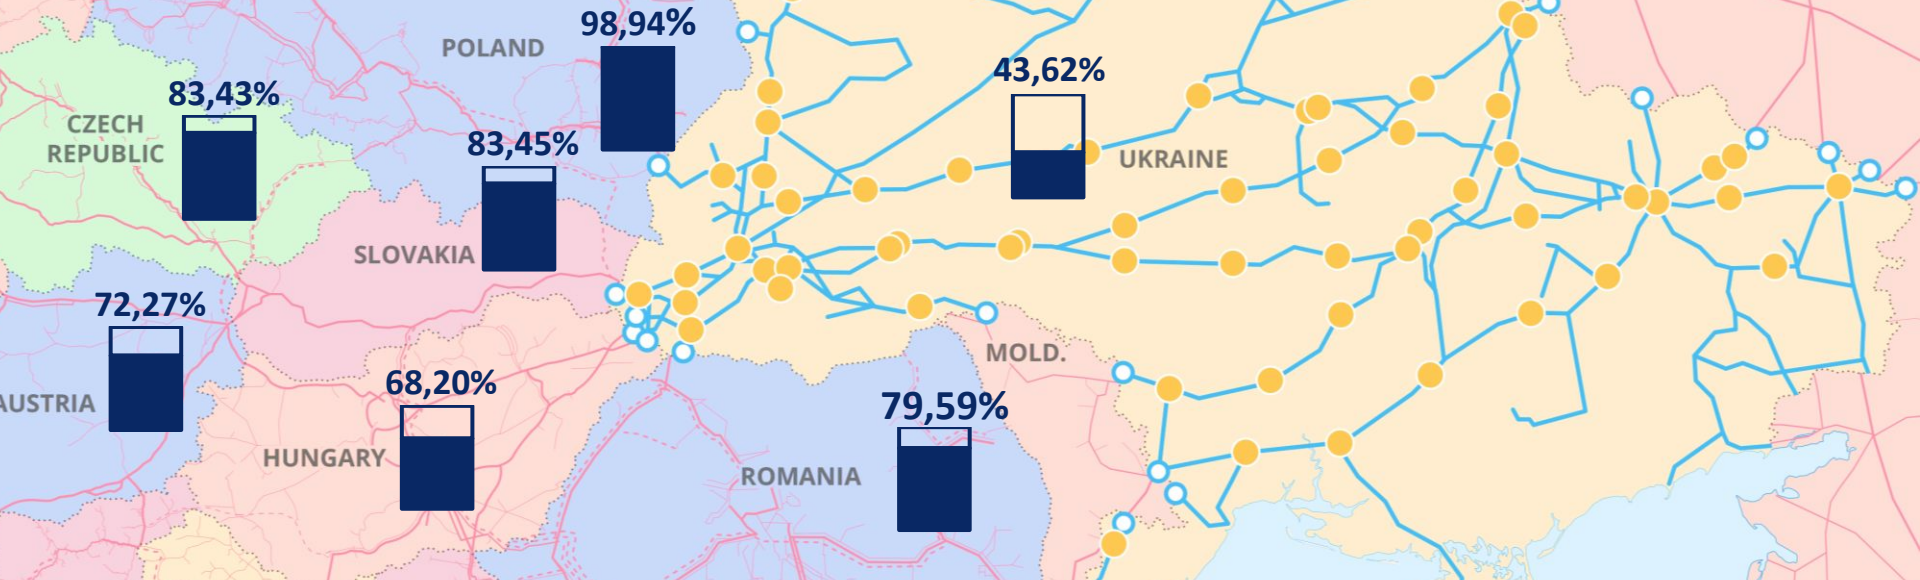 98,94%
POLAND
43,62%
83,43%
CZECH
REPUBLIC
83,45%
UKRAINE
SLOVAKIA
72,27%
MOLD.
68,20%
AUSTRIA
79,59%
HUNGARY
ROMANIA